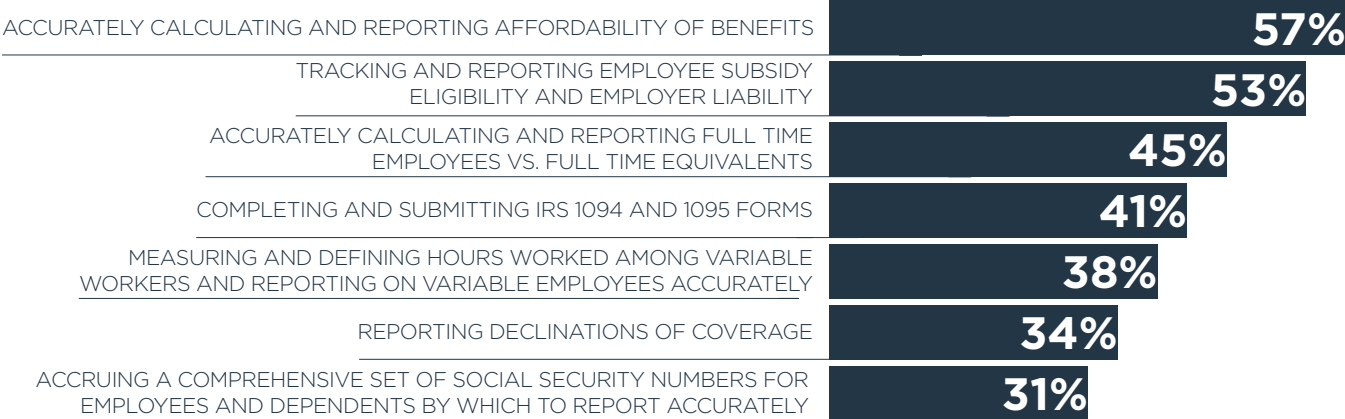 ACCURATELY CALCULATING AND REPORTING AFFORDABILITY OF BENEFITS 57%
TRACKING AND REPORTING EMPLOYEE SUBSIDY
ELIGIBILITY AND EMPLOYER LIABILITY
53%
ACCURATELY CALCULATING AND REPORTING FULL TIME
EMPLOYEES VS. FULL TIME EQUIVALENTS
45%
COMPLETING AND SUBMITTING IRS 1094 AND 1095 FORMS 41%
MEASURING AND DEFINING HOURS WORKED AMONG VARIABLE
WORKERS AND REPORTING ON VARIABLE EMPLOYEES ACCURATELY
38%
REPORTING DECLINATIONS OF COVERAGE 34%
ACCRUING A COMPREHENSIVE SET OF SOCIAL SECURITY NUMBERS FOR
EMPLOYEES AND DEPENDENTS BY WHICH TO REPORT ACCURATELY
31%